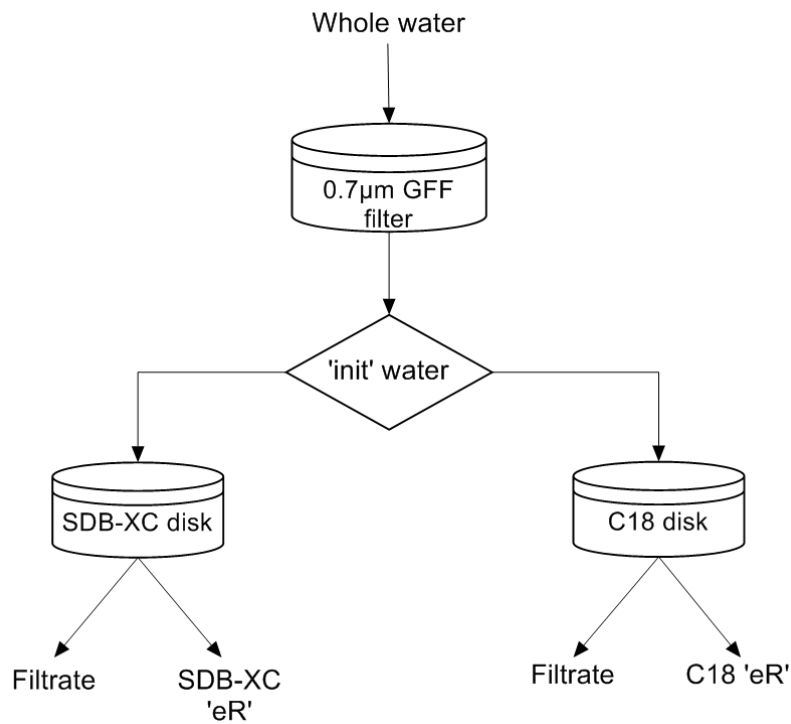 Whole water
0.7µm GFF
filter
'init' water
SDB-XC disk
C18 disk
Filtrate
SDB-XC
'eR'
Filtrate
C18 'eR'